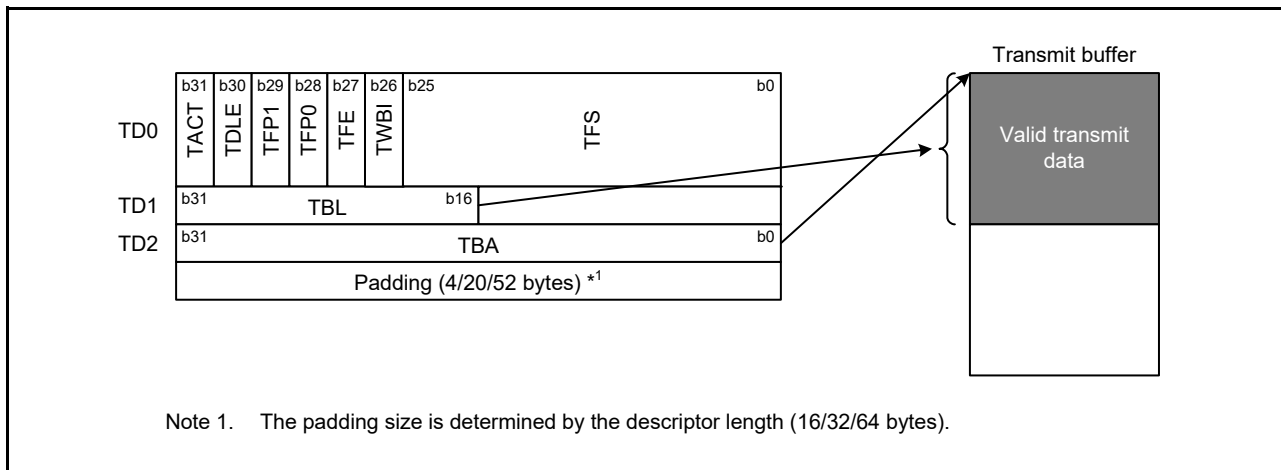 Transmit buffer
b31 b30 b29 b28 b27 b26 b25 b0
TD0 TACT TDLE TFP1 TFP0 TFE TWBI TFS
Valid transmit
data
TD1 b31 TBL b16
TD2 b31 TBA b0
Padding (4/20/52 bytes) *1
Note 1. The padding size is determined by the descriptor length (16/32/64 bytes).